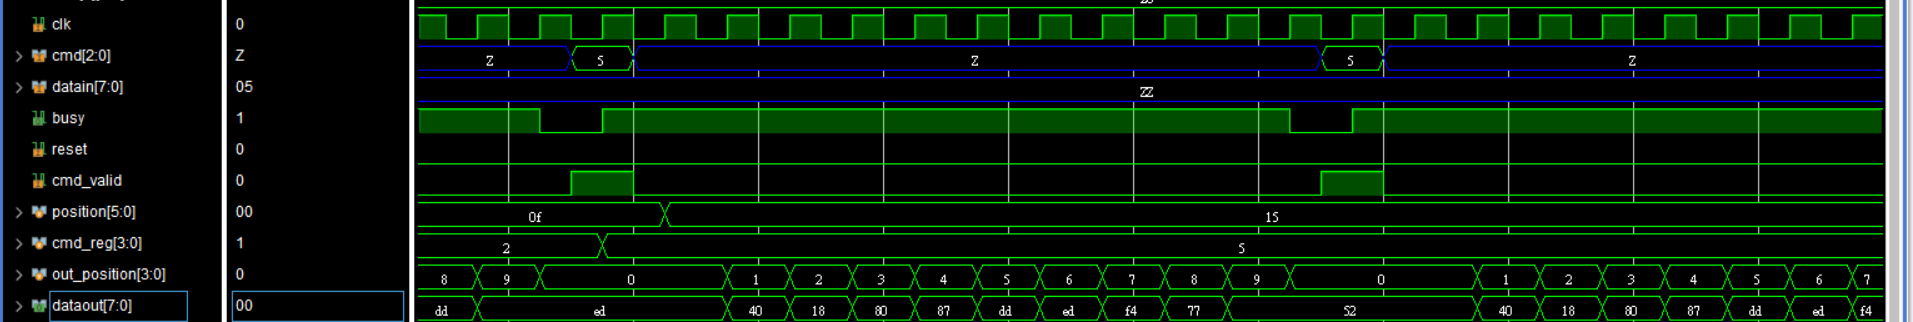 clk 0
cmd[2:0] Z Z 5 Z 5 Z
datain[7:0] 05 ZZ
busy 1
reset 0
cmd_valid 0
position[5:0] 00 0f 15
cmd_reg[3:0] 1 2 5
out_position[3:0] 0 8 9 0 1 2 3 4 5 6 7 8 9 0 1 2 3 4 5 6 7
dataout[7:0] 00 dd ed 40 18 80 87 dd ed f4 77 52 40 18 80 87 dd ed f4